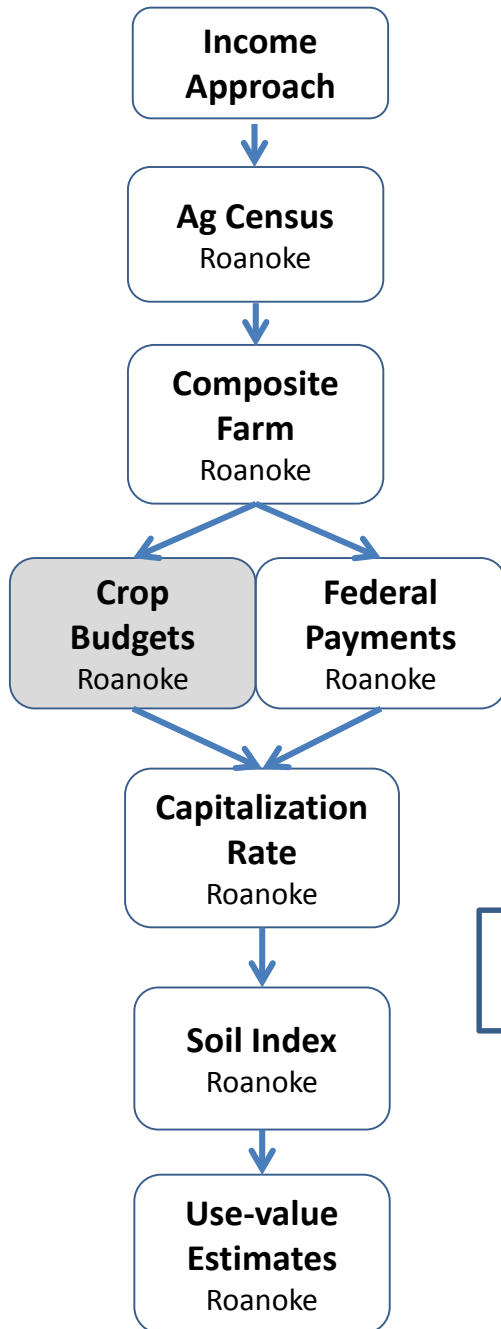 Income
Approach
Ag Census
Roanoke
Composite
Farm
Roanoke
Crop
Budgets
Roanoke
Federal
Payments
Roanoke
Capitalization
Rate
Roanoke
Soil Index
Roanoke
Use-value
Estimates
Roanoke